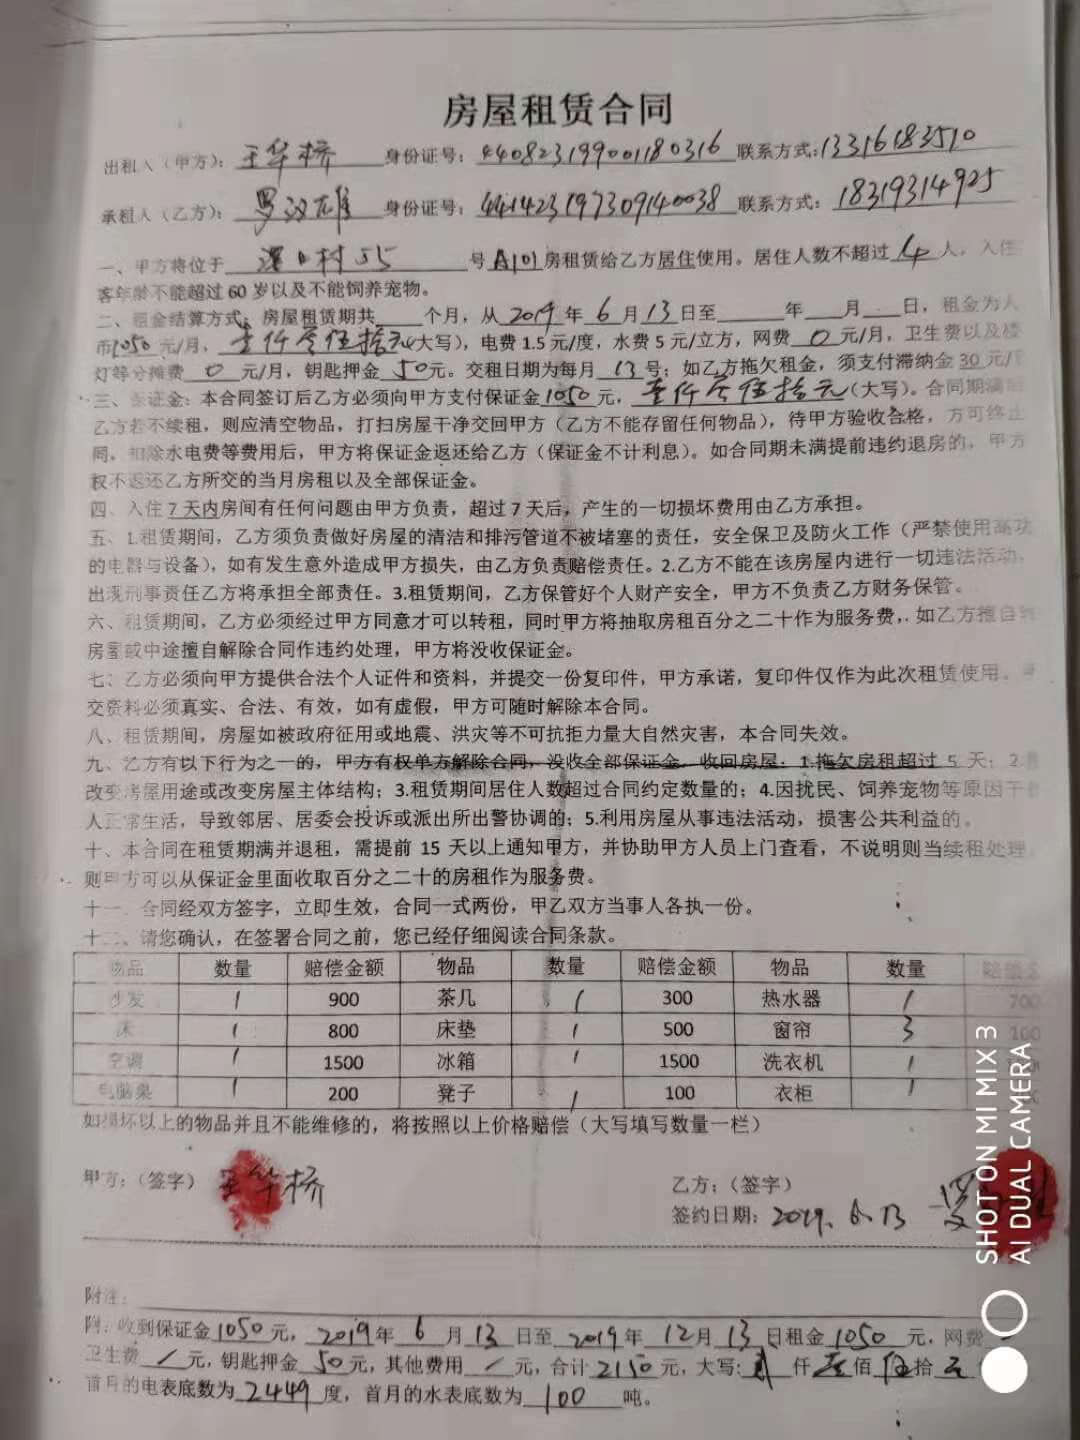 房屋租赁合同
出租人（甲方）：王华桥 身份证号：440823199001180316 联系方式：13316183510
承租人（乙方）：罗汉雄 身份证号：441423197309140038 联系方式：18319314925
一、甲方将位于 村55 号A101房租赁给乙方居住使用。居住人数不超过 4 人，入住
客年龄不能超过 60 岁以及不能饲养宠物。
二、租金结算方式：房屋租赁期共 个月，从 2019 年 6 月 13 日至 年 月 日，租金为人
币1050 元/月，壹仟零伍拾元（大写），电费 1.5 元/度，水费 5 元/立方，网费 0 元/月，卫生费以及楼
灯等分摊费 0 元/月，钥匙押金 50元。交租日期为每月 13 号；如乙方拖欠租金，须支付滞纳金 30 元/
三、保证金：本合同签订后乙方必须向甲方支付保证金1050 元，壹仟零伍拾元（大写）。合同期满
乙方若不续租，则应清空物品，打扫房屋干净交回甲方（乙方不能存留任何物品），待甲方验收合格，方可终止
同。扣除水电费等费用后，甲方将保证金返还给乙方（保证金不计利息）。如合同期未满提前违约退房的，甲方
权不返还乙方所交的当月房租以及全部保证金。
四、入住 7 天内房间有任何问题由甲方负责，超过 7 天后，产生的一切损坏费用由乙方承担。
五、1.租赁期间，乙方须负责做好房屋的清洁和排污管道不被堵塞的责任，安全保卫及防火工作（严禁使用高功
的电器与设备），如有发生意外造成甲方损失，由乙方负责赔偿责任。2.乙方不能在该房屋内进行一切违法活动，
出现刑事责任乙方将承担全部责任。3.租赁期间，乙方保管好个人财产安全，甲方不负责乙方财务保管。
六、租赁期间，乙方必须经过甲方同意才可以转租，同时甲方将抽取房租百分之二十作为服务费，如乙方擅自转
房屋或中途擅自解除合同作违约处理，甲方将没收保证金。
七、乙方必须向甲方提供合法个人证件和资料，并提交一份复印件，甲方承诺，复印件仅作为此次租赁使用。
交资料必须真实、合法、有效，如有虚假，甲方可随时解除本合同。
八、租赁期间，房屋如被政府征用或地震、洪灾等不可抗拒力量大自然灾害，本合同失效。
九、乙方有以下行为之一的，甲方有权单方解除合同，没收全部保证金，收回房屋：1.拖欠房租超过 5 天；2.
改变房屋用途或改变房屋主体结构；3.租赁期间居住人数超过合同约定数量的；4.因扰民、饲养宠物等原因干
人正常生活，导致邻居、居委会投诉或派出所出警协调的；5.利用房屋从事违法活动，损害公共利益的。
十、本合同在租赁期满并退租，需提前 15 天以上通知甲方，并协助甲方人员上门查看，不说明则当续租处理，
则甲方可以从保证金里面收取百分之二十的房租作为服务费。
十一、合同经双方签字，立即生效，合同一式两份，甲乙双方当事人各执一份。
十二、请您确认，在签署合同之前，您已经仔细阅读合同条款。
物品 数量 赔偿金额 物品 数量 赔偿金额 物品 数量 赔偿金
沙发 1 900 茶几 1 300 热水器 1 700
床 1 800 床垫 1 500 窗帘 3 100
空调 1 1500 冰箱 1 1500 洗衣机 1
电脑桌 1 200 凳子 1 100 衣柜 1
如损坏以上的物品并且不能维修的，将按照以上价格赔偿（大写填写数量一栏）
甲方：（签字） 王华桥
乙方：（签字）
签约日期：2019.6.13
附注：
附：收到保证金1050 元，2019年 6 月 13 日至 2019年 12月 13 日租金 1050 元，网费
卫生费 / 元，钥匙押金 50 元，其他费用 / 元，合计 2150 元，大写：贰 仟 壹 佰 伍 拾
首月的电表底数为 2449 度，首月的水表底数为 100 吨。
SHOT ON MI MIX 3
AI DUAL CAMERA